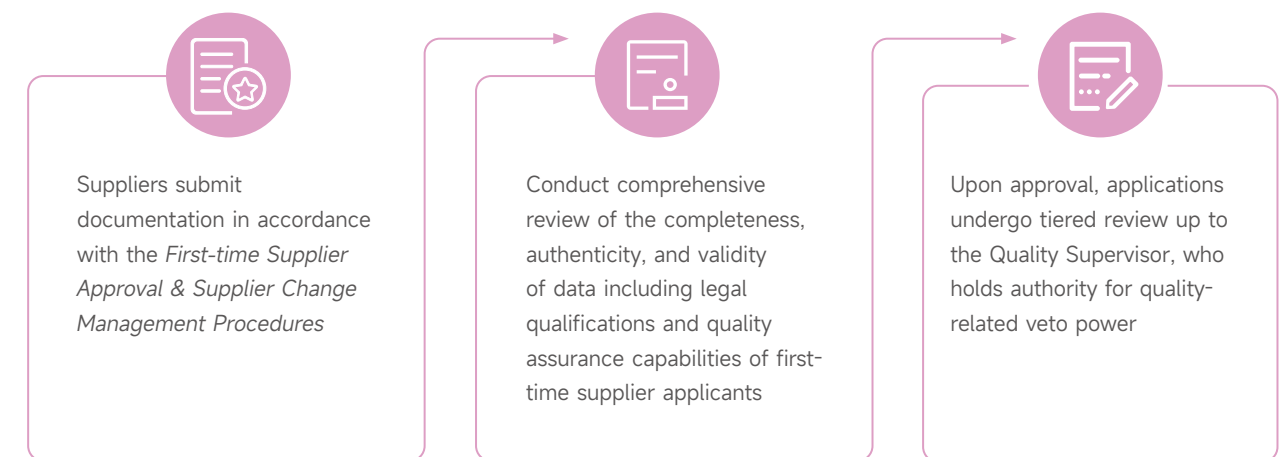 Suppliers submit
documentation in accordance
with the First-time Supplier
Approval & Supplier Change
Management Procedures
Conduct comprehensive
review of the completeness,
authenticity, and validity
of data including legal
qualifications and quality
assurance capabilities of first-
time supplier applicants
Upon approval, applications
undergo tiered review up to
the Quality Supervisor, who
holds authority for quality-
related veto power